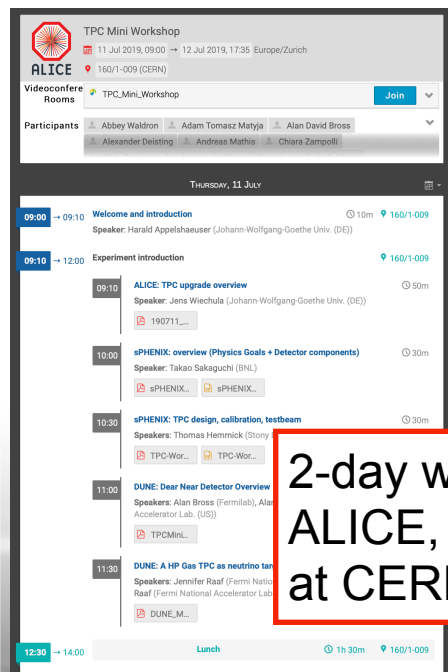 TPC Mini Workshop
11 Jul 2019, 09:00 → 12 Jul 2019, 17:35 Europe/Zurich
160/1-009 (CERN)
ALICE
Videoconfere
Rooms
TPC_Mini_Workshop
Join
Participants
Abbey Waldron Adam Tomasz Matyja Alan David Bross
Alexander Deisting Andreas Mathis Chiara Zampolli
THURSDAY, 11 JULY
09:00 → 09:10 Welcome and introduction 10m 160/1-009
Speaker: Harald Appelshaeuser (Johann-Wolfgang-Goethe Univ. (DE))
09:10 → 12:00 Experiment introduction 160/1-009
09:10 ALICE: TPC upgrade overview 50m
Speaker: Jens Wiechula (Johann-Wolfgang-Goethe Univ. (DE))
190711_...
10:00 sPHENIX: overview (Physics Goals + Detector components) 30m
Speaker: Takao Sakaguchi (BNL)
sPHENIX... sPHENIX...
10:30 sPHENIX: TPC design, calibration, testbeam 30m
Speakers: Thomas Hemmick (Stony
TPC-Wor... TPC-Wor...
11:00 DUNE: Dear Near Detector Overview
Speakers: Alan Bross (Fermilab), Alan
Accelerator Lab. (US))
TPCMini...
11:30 DUNE: A HP Gas TPC as neutrino targ
Speakers: Jennifer Raaf (Fermi Natio
Raaf (Fermi National Accelerator Lab
DUNE_M...
2-day w
ALICE,
at CERN
12:30 → 14:00 Lunch 1h 30m 160/1-009